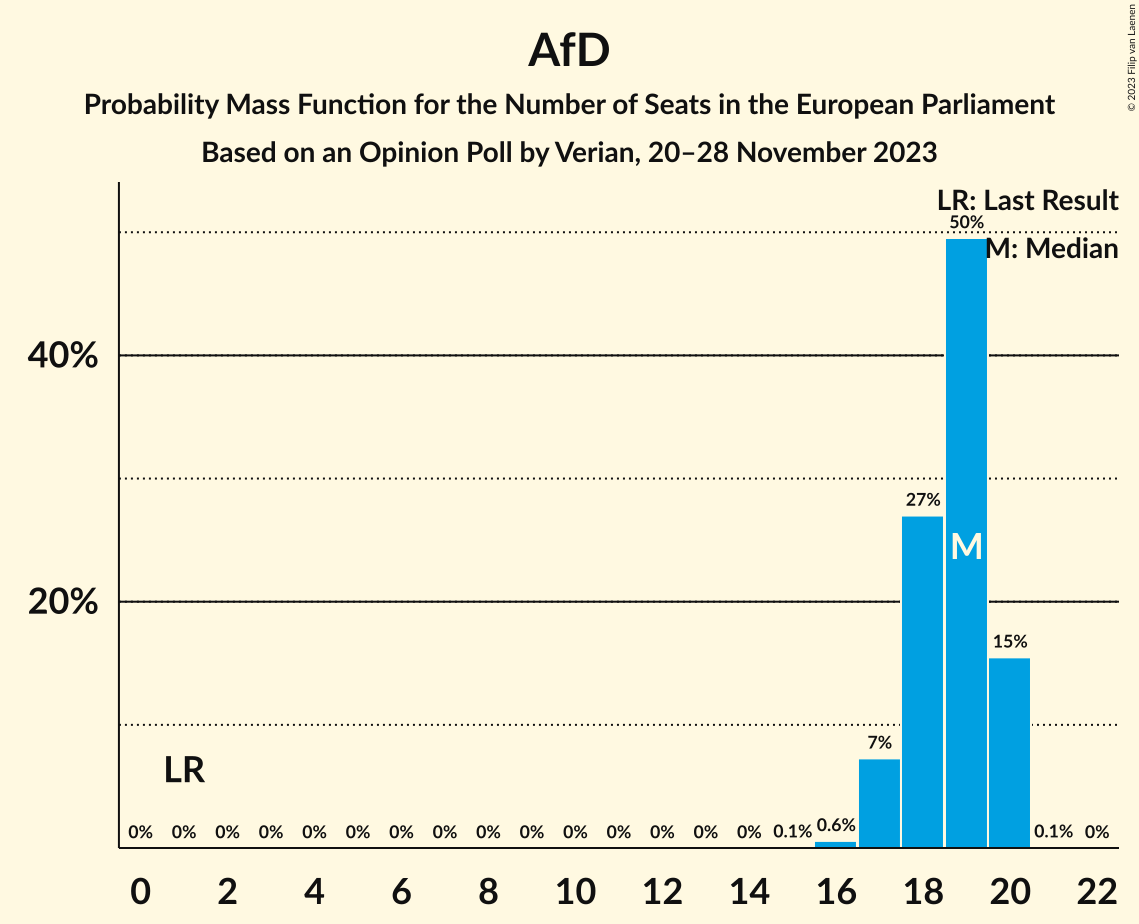 AfD
Probability Mass Function for the Number of Seats in the European Parliament
Based on an Opinion Poll by Verian, 20–28 November 2023
© 2023 Filip van Laenen
LR: Last Result
50%
M: Median
40%
27%
M
20%
15%
7%
LR
0% 0% 0% 0% 0% 0% 0% 0% 0% 0% 0% 0% 0% 0% 0% 0.1% 0.6% 0.1% 0%
0 2 4 6 8 10 12 14 16 18 20 22